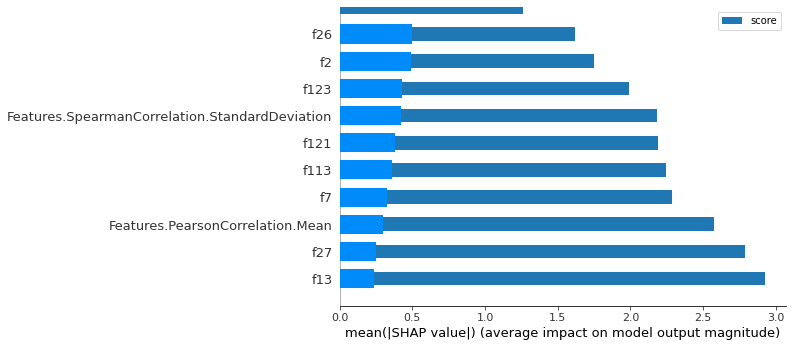 score
f26
f2
f123
Features.SpearmanCorrelation.StandardDeviation
f121
f113
f7
Features.PearsonCorrelation.Mean
f27
f13
0.0 0.5 1.0 1.5 2.0 2.5 3.0
mean(|SHAP value|) (average impact on model output magnitude)